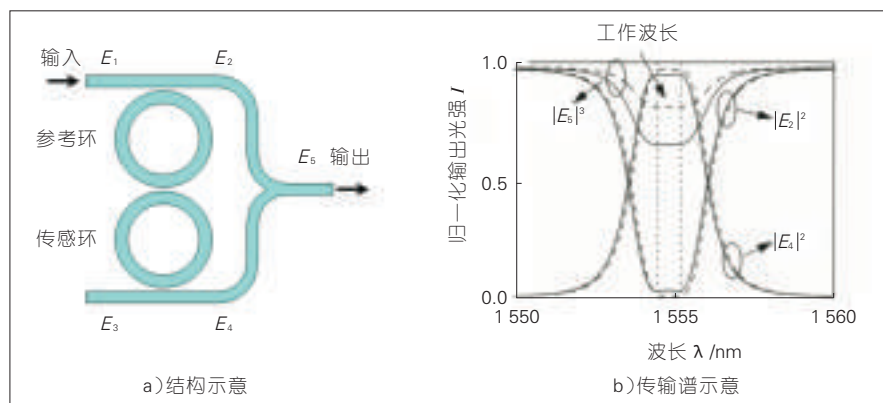 输入
E1
E2
参考环
E5 输出
传感环
E3
E4
a)结构示意
工作波长
归一化输出光强 I
1.0
0.5
0.0
|E5|3
|E2|2
|E4|2
1 550
1 555
1 560
波长 λ /nm
b)传输谱示意